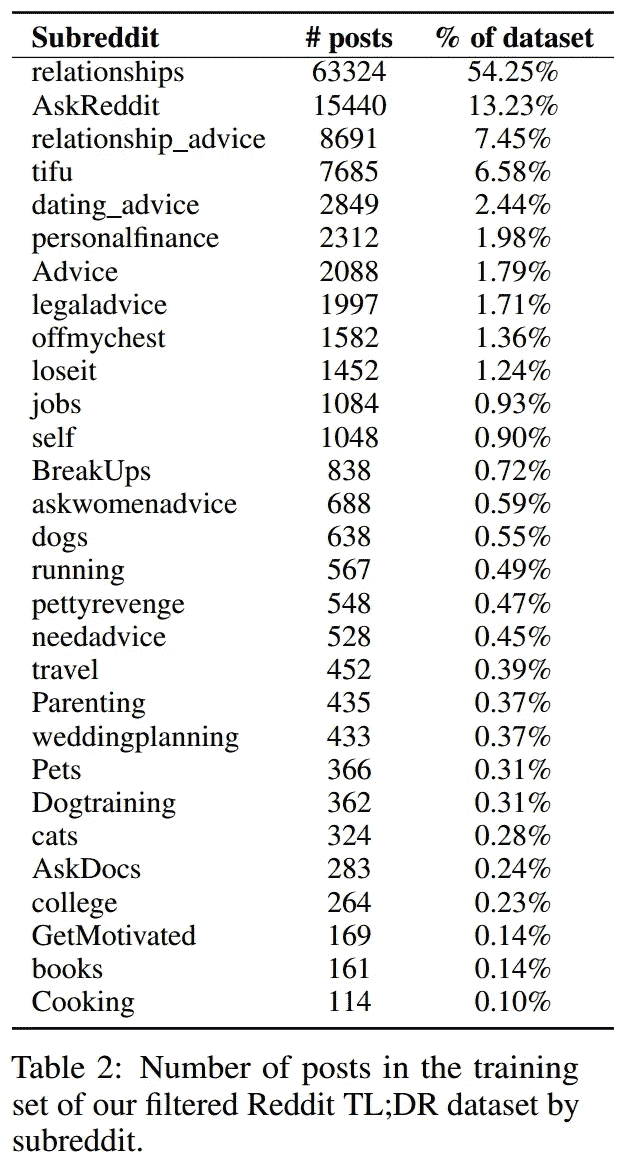 Subreddit # posts % of dataset
relationships 63324 54.25%
AskReddit 15440 13.23%
relationship_advice 8691 7.45%
tifu 7685 6.58%
dating_advice 2849 2.44%
personalfinance 2312 1.98%
Advice 2088 1.79%
legaladvice 1997 1.71%
offmychest 1582 1.36%
loseit 1452 1.24%
jobs 1084 0.93%
self 1048 0.90%
BreakUps 838 0.72%
askwomenadvice 688 0.59%
dogs 638 0.55%
running 567 0.49%
pettyrevenge 548 0.47%
needadvice 528 0.45%
travel 452 0.39%
Parenting 435 0.37%
weddingplanning 433 0.37%
Pets 366 0.31%
Dogtraining 362 0.31%
cats 324 0.28%
AskDocs 283 0.24%
college 264 0.23%
GetMotivated 169 0.14%
books 161 0.14%
Cooking 114 0.10%
Table 2: Number of posts in the training
set of our filtered Reddit TL;DR dataset by
subreddit.